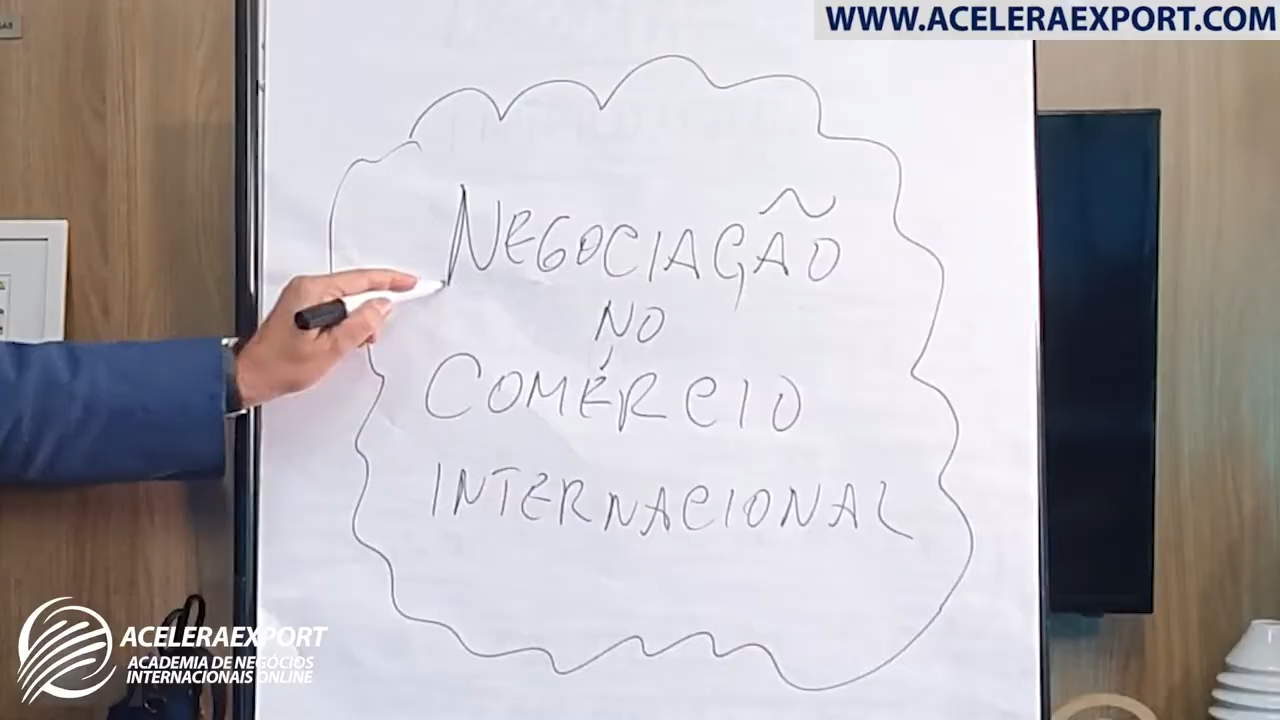 WWW.ACELERAEXPORT.COM
NEGOCIAÇÃO
NO
COMÉRCIO
INTERNACIONAL
ACELERAEXPORT
ACADEMIA DE NEGÓCIOS
INTERNACIONAIS ONLINE